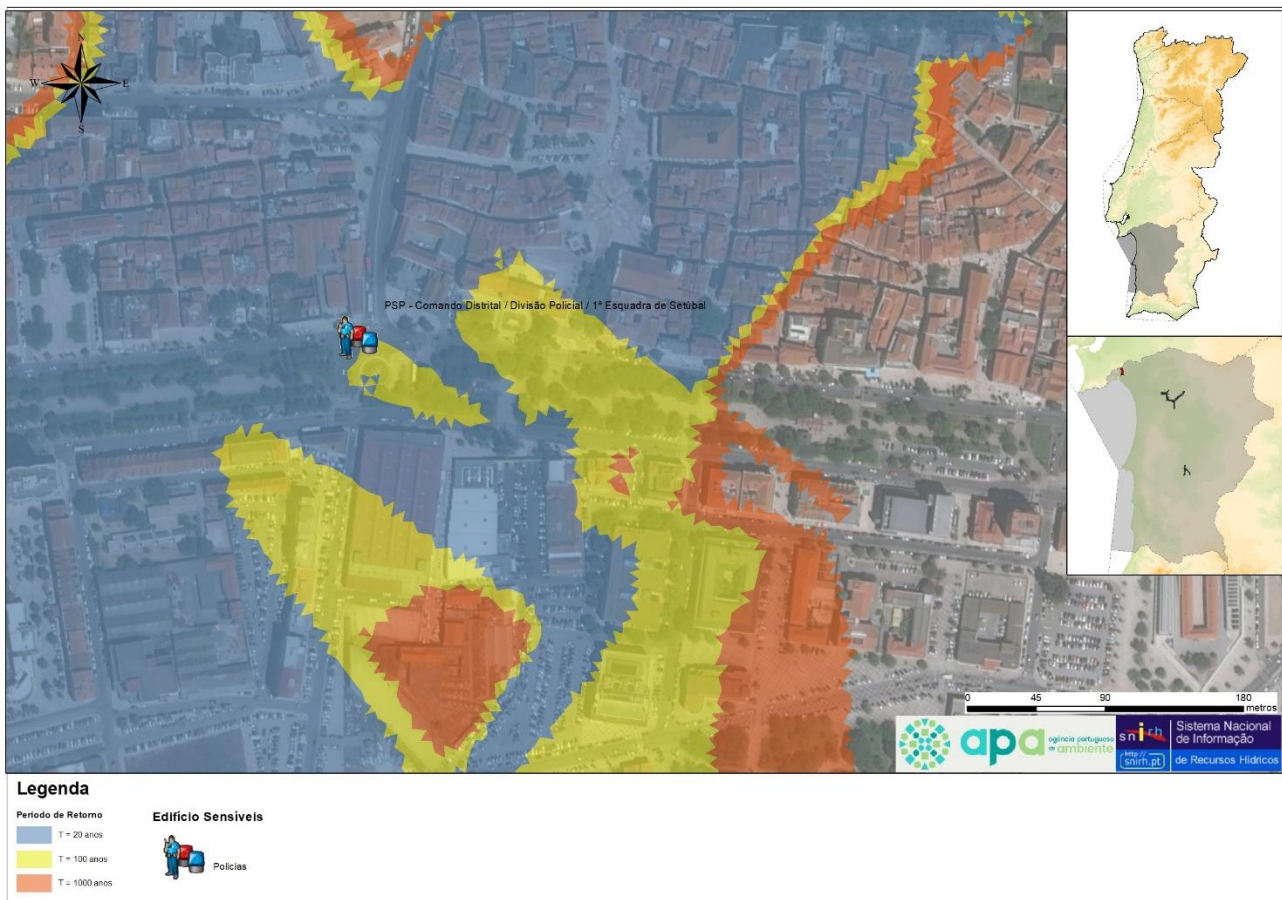 N
W
E
S
PSP - Comando Distrital / Divisão Policial / 1ª Esquadra de Setúbal
0 45 90 180
metros
apa agência portuguesa
do ambiente
snirh
http://
snirh.pt
Sistema Nacional
de Informação
de Recursos Hídricos
Legenda
Período de Retorno
T = 20 anos
T = 100 anos
T = 1000 anos
Edifício Sensíveis
Polícias